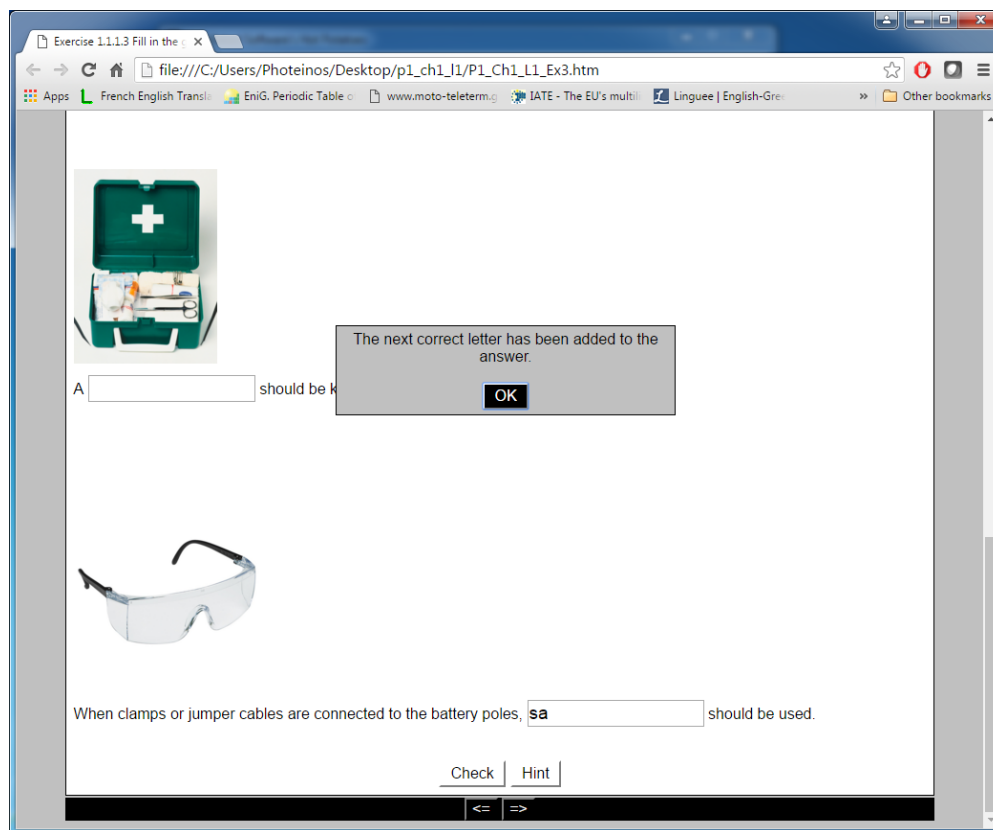 Exercise 1.1.1.3 Fill in the g
file:///C:/Users/Photeinos/Desktop/p1_ch1_l1/P1_Ch1_L1_Ex3.htm
Apps French English Transla EniG. Periodic Table o www.moto-teleterm.g IATE - The EU's multil Linguee | English-Gre » Other bookmarks
The next correct letter has been added to the
answer.
OK
A should be k
When clamps or jumper cables are connected to the battery poles, sa should be used.
Check Hint
<= =>